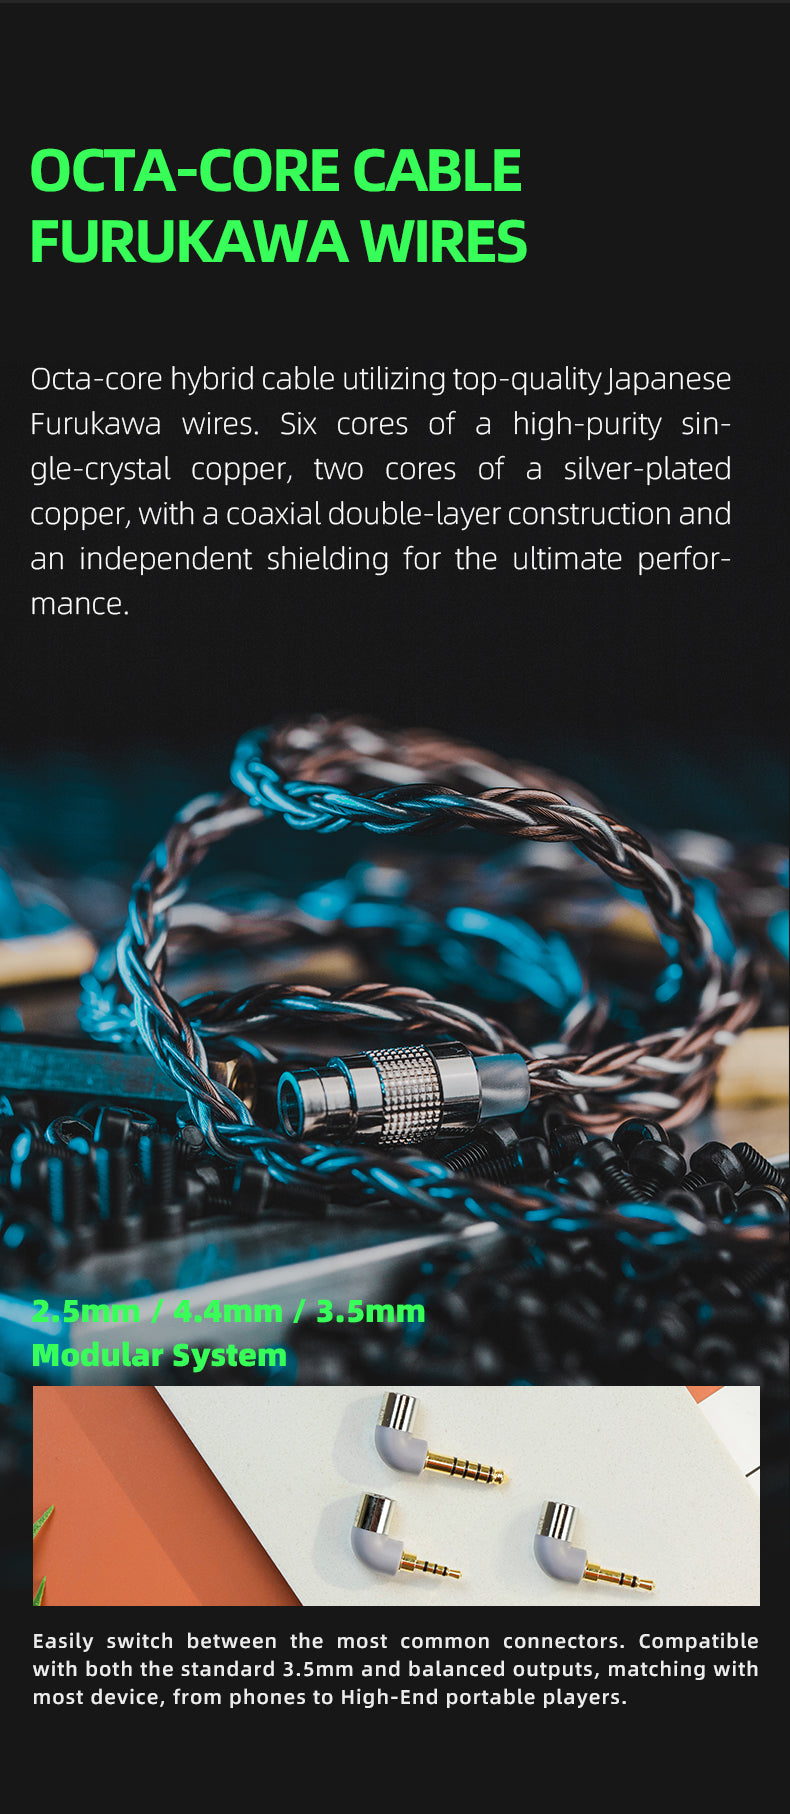 OCTA-CORE CABLE
FURUKAWA WIRES
Octa-core hybrid cable utilizing top-quality Japanese
Furukawa wires. Six cores of a high-purity sin-
gle-crystal copper, two cores of a silver-plated
copper, with a coaxial double-layer construction and
an independent shielding for the ultimate perfor-
mance.
2.5mm / 4.4mm / 3.5mm
Modular System
Easily switch between the most common connectors. Compatible
with both the standard 3.5mm and balanced outputs, matching with
most device, from phones to High-End portable players.